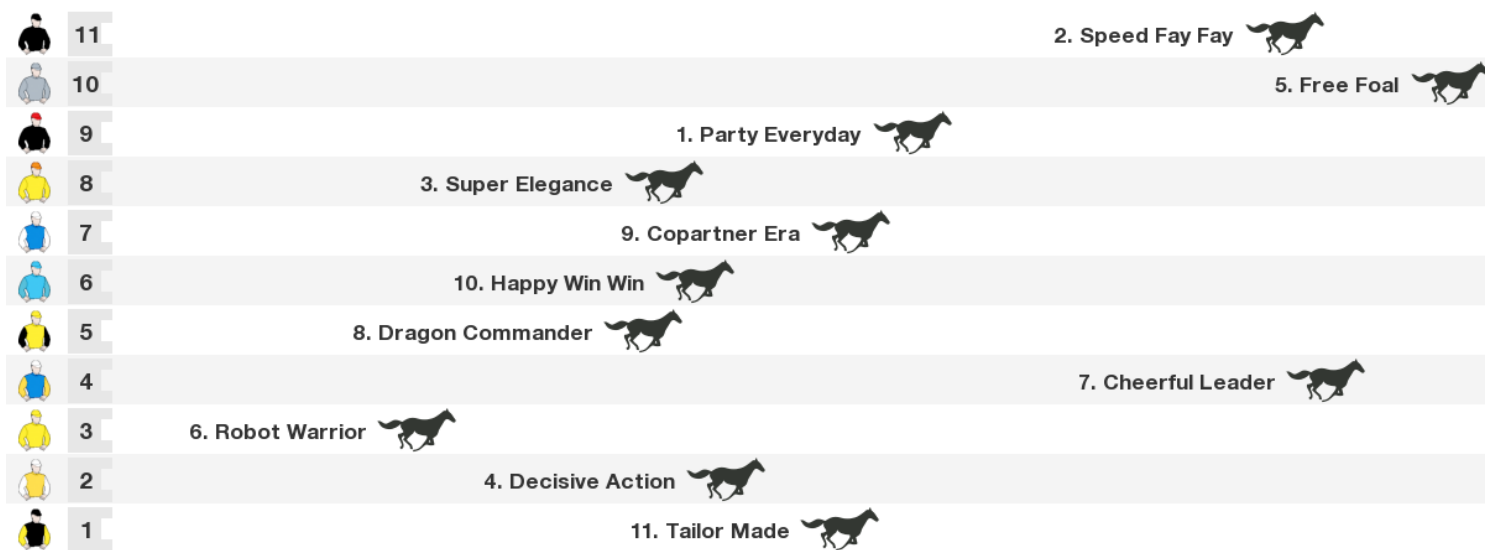 11 2. Speed Fay Fay
10 5. Free Foal
9 1. Party Everyday
8 3. Super Elegance
7 9. Copartner Era
6 10. Happy Win Win
5 8. Dragon Commander
4 7. Cheerful Leader
3 6. Robot Warrior
2 4. Decisive Action
1 11. Tailor Made